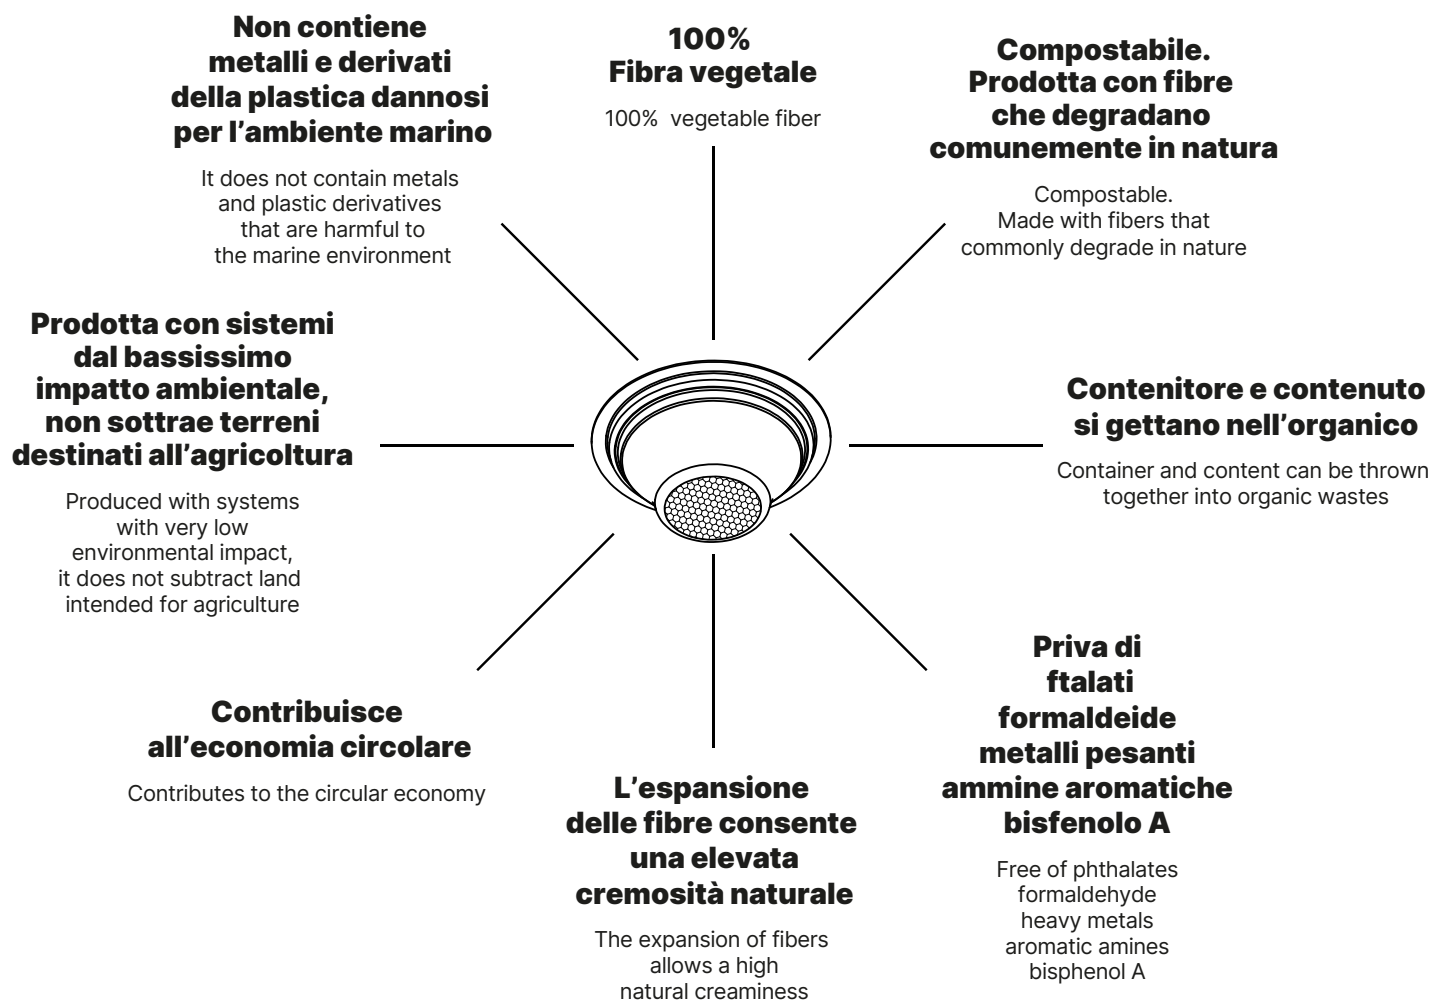 Non contiene
metalli e derivati
della plastica dannosi
per l’ambiente marino
It does not contain metals
and plastic derivatives
that are harmful to
the marine environment
100%
Fibra vegetale
100% vegetable fiber
Compostabile.
Prodotta con fibre
che degradano
comunemente in natura
Compostable.
Made with fibers that
commonly degrade in nature
Prodotta con sistemi
dal bassissimo
impatto ambientale,
non sottrae terreni
destinati all’agricoltura
Produced with systems
with very low
environmental impact,
it does not subtract land
intended for agriculture
Contenitore e contenuto
si gettano nell’organico
Container and content can be thrown
together into organic wastes
Contribuisce
all’economia circolare
Contributes to the circular economy
L’espansione
delle fibre consente
una elevata
cremosità naturale
The expansion of fibers
allows a high
natural creaminess
Priva di
ftalati
formaldeide
metalli pesanti
ammine aromatiche
bisfenolo A
Free of phthalates
formaldehyde
heavy metals
aromatic amines
bisphenol A